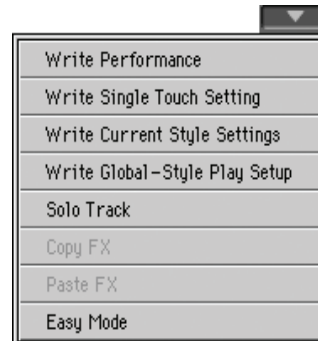 Write Performance
Write Single Touch Setting
Write Current Style Settings
Write Global-Style Play Setup
Solo Track
Copy FX
Paste FX
Easy Mode